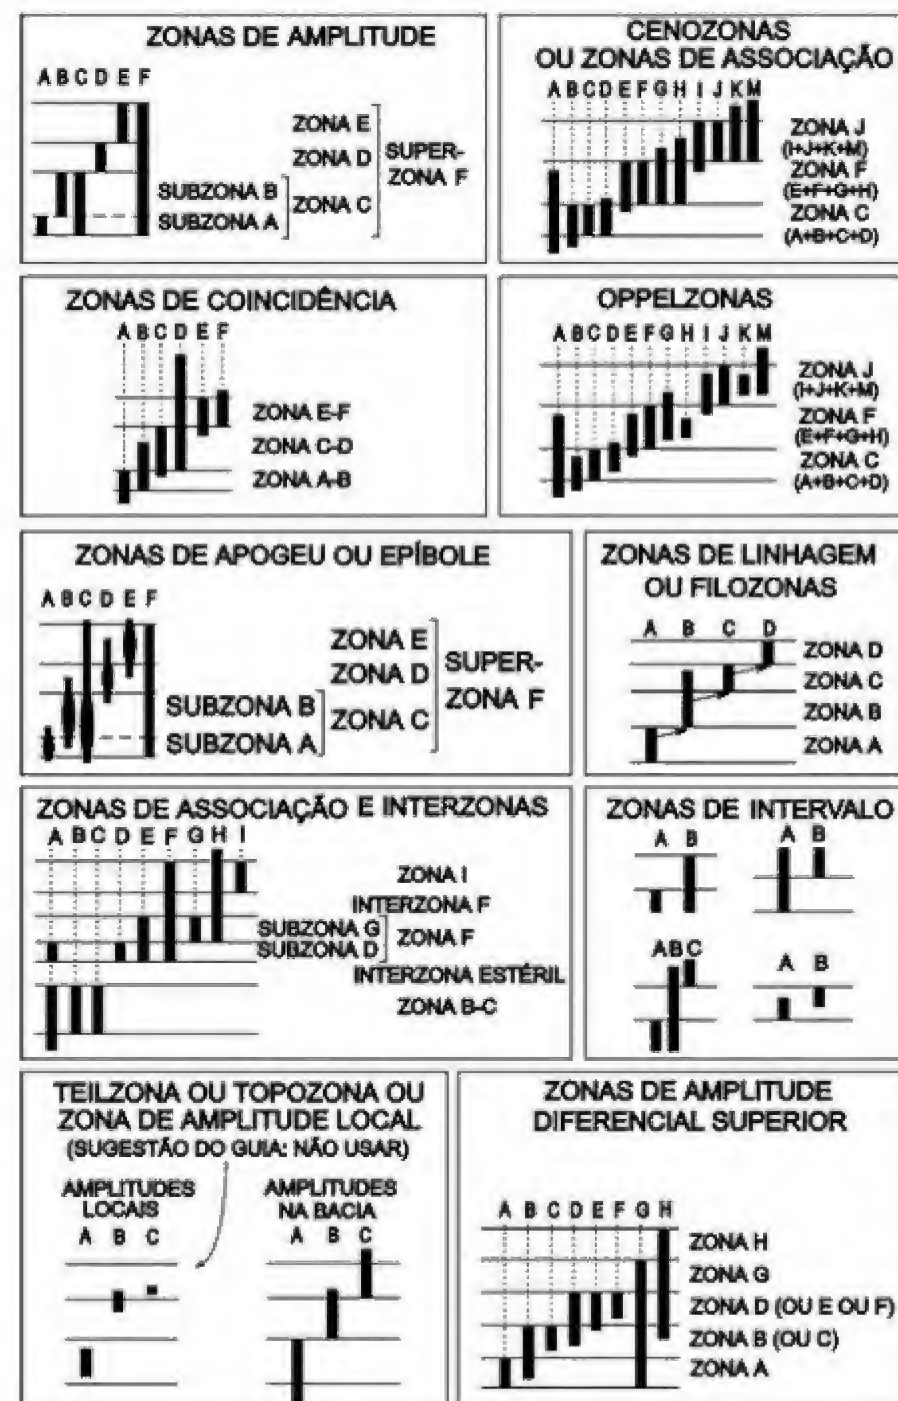 ZONAS DE AMPLITUDE
A B C D E F
ZONA E
ZONA D
SUPER-
ZONA F
SUBZONA B
ZONA C
SUBZONA A
CENOZONAS
OU ZONAS DE ASSOCIAÇÃO
A B C D E F G H I J K M
ZONA J
(I+J+K+M)
ZONA F
(E+F+G+H)
ZONA C
(A+B+C+D)
ZONAS DE COINCIDÊNCIA
A B C D E F
ZONA E-F
ZONA C-D
ZONA A-B
OPPELZONAS
A B C D E F G H I J K M
ZONA J
(I+J+K+M)
ZONA F
(E+F+G+H)
ZONA C
(A+B+C+D)
ZONAS DE APOGEU OU EPÍBOLE
A B C D E F
ZONA E
ZONA D
SUPER-
ZONA F
SUBZONA B
ZONA C
SUBZONA A
ZONAS DE LINHAGEM
OU FILOZONAS
A B C D
ZONA D
ZONA C
ZONA B
ZONA A
ZONAS DE ASSOCIAÇÃO E INTERZONAS
A B C D E F G H I
ZONA I
INTERZONA F
SUBZONA G
ZONA F
SUBZONA D
INTERZONA ESTÉRIL
ZONA B-C
ZONAS DE INTERVALO
A B
A B
A B C
A B
TEILZONA OU TOPOZONA OU
ZONA DE AMPLITUDE LOCAL
(SUGESTÃO DO GUIA: NÃO USAR)
AMPLITUDES
LOCAIS
A B C
AMPLITUDES
NA BACIA
A B C
ZONAS DE AMPLITUDE
DIFERENCIAL SUPERIOR
A B C D E F G H
ZONA H
ZONA G
ZONA D (OU E OU F)
ZONA B (OU C)
ZONA A